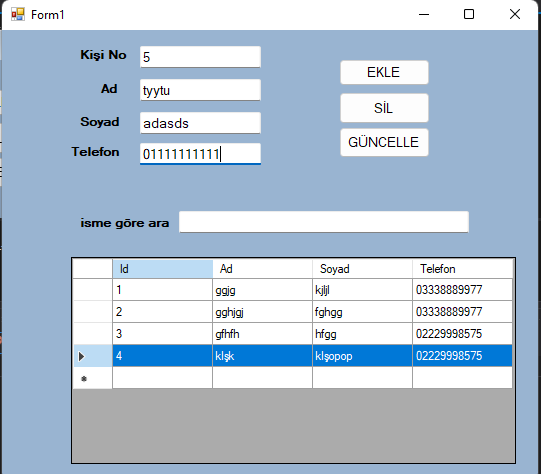 Form1
Kişi No 5
EKLE
Ad tyytu
SİL
Soyad adasds
GÜNCELLE
Telefon 01111111111
isme göre ara
Id Ad Soyad Telefon
1 ggjg kjljl 03338889977
2 gghjgj fghgg 03338889977
3 gfhfh hfgg 02229998575
4 klşk klşopop 02229998575